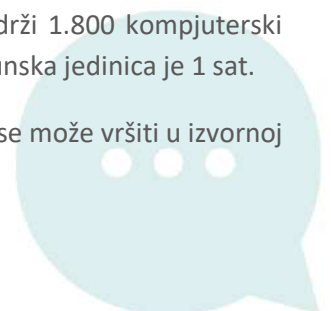 drži 1.800 kompjuterski
unska jedinica je 1 sat.
se može vršiti u izvornoj